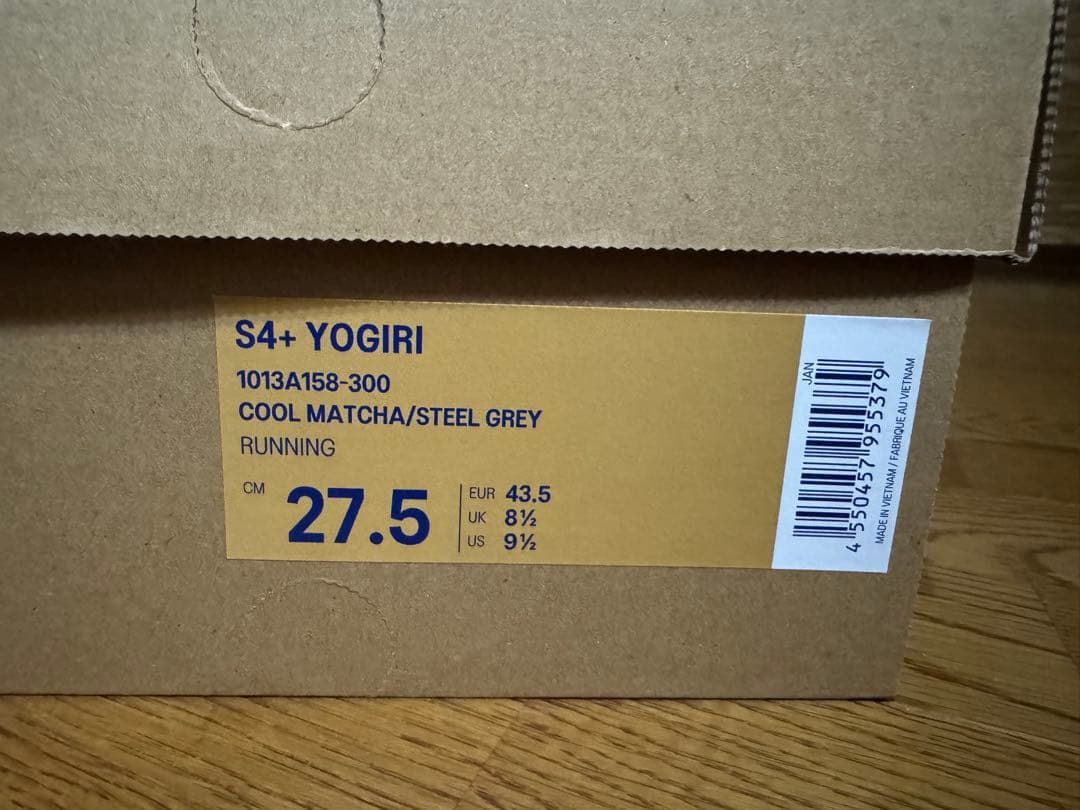 S4+ YOGIRI
1013A158-300
COOL MATCHA/STEEL GREY
RUNNING
CM 27.5
EUR 43.5
UK 8½
US 9½
JAN
4 550457 955379
MADE IN VIETNAM / FABRIQUE AU VIETNAM